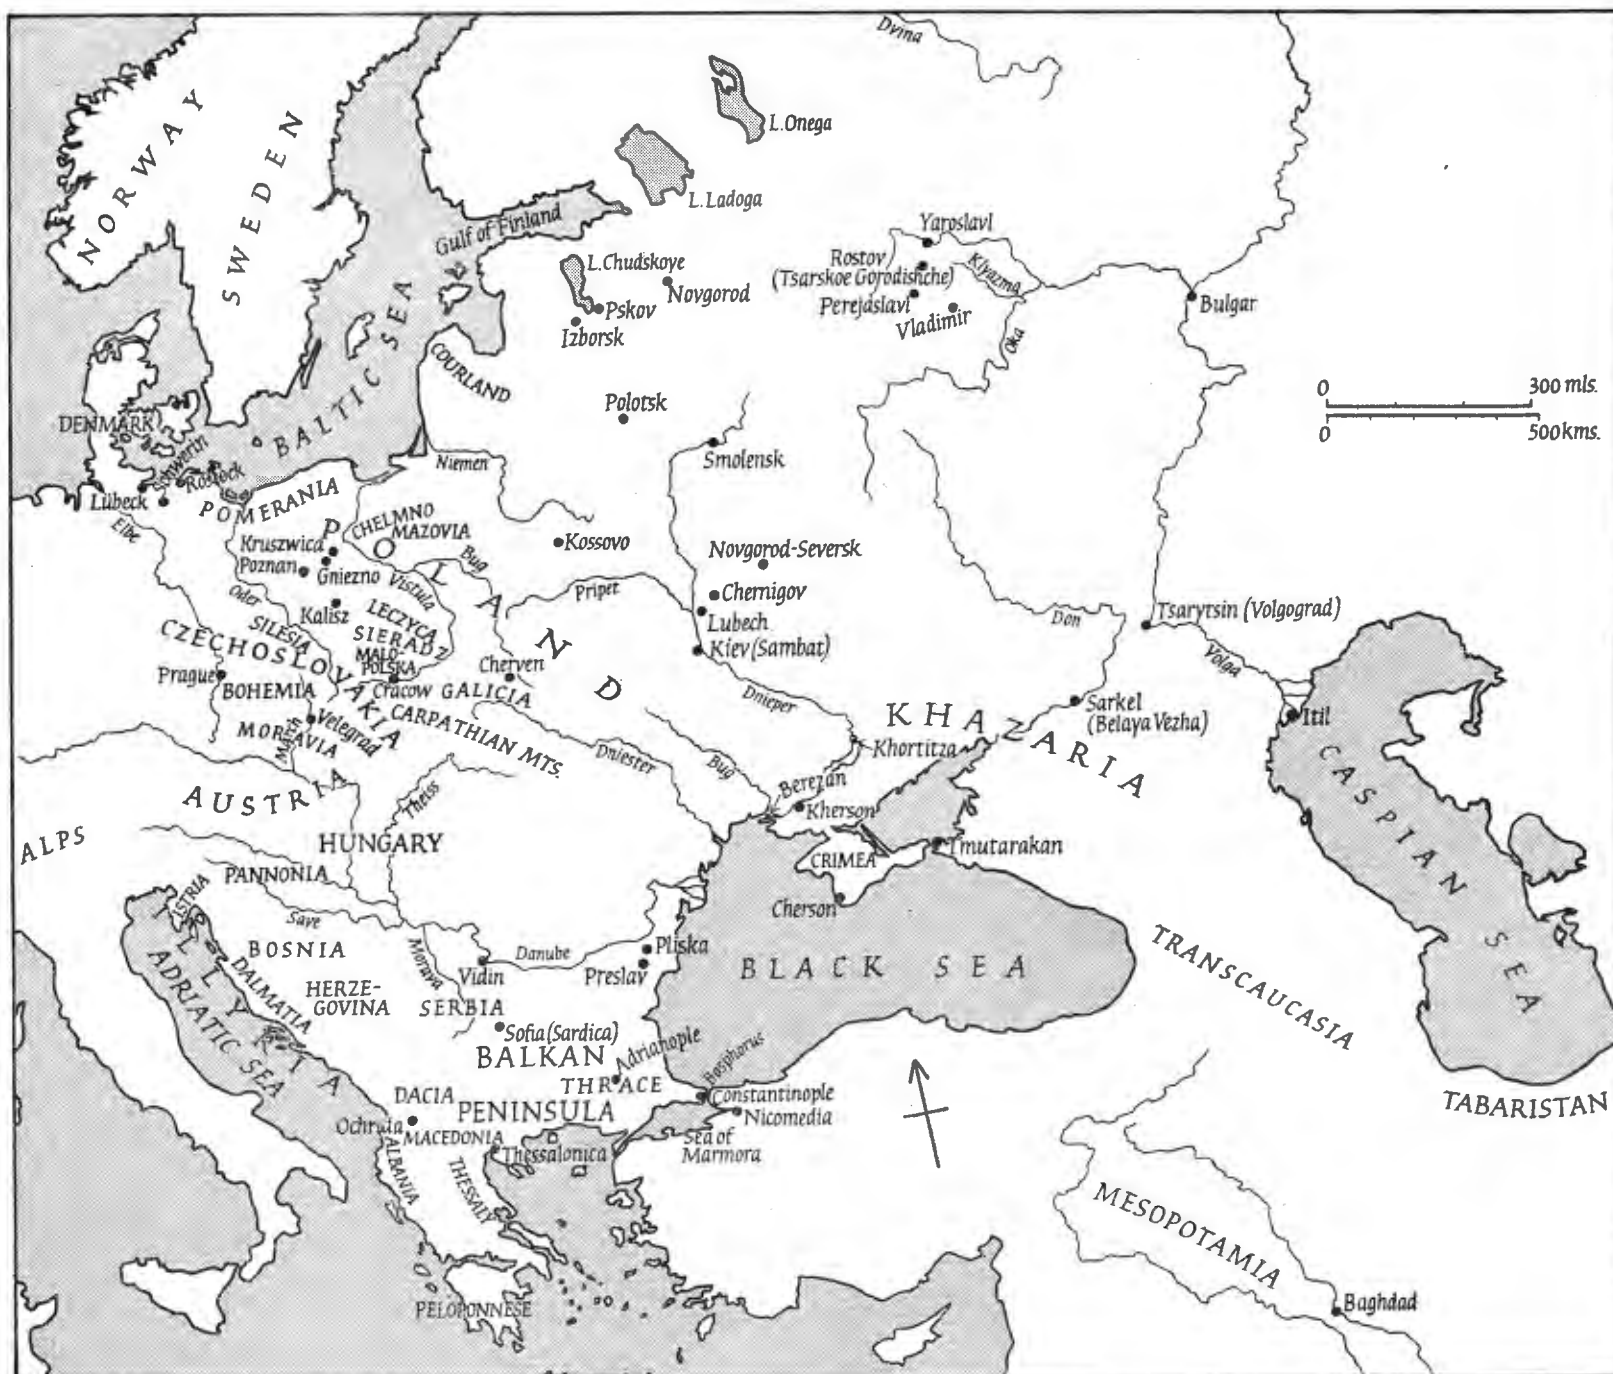 Dvina
L. Onega
L. Ladoga
NORWAY
SWEDEN
Gulf of Finland
Yaroslavl
L. Chudskoye
Rostov
(Tsarskoe Gorodishche)
Klyazma
Novgorod
Pskov
Perejaslavl
Vladimir
Bulgar
Izborsk
Oka
BALTIC SEA
COURLAND
0 300 mls.
0 500 kms.
Polotsk
DENMARK
Smolensk
Niemen
Schwerin
Rostock
Lübeck
POMERANIA
Elbe
CHELMNO
MAZOVIA
POLAND
Kruszwica
Kossovo
Bug
Novgorod-Seversk
Poznan
Gniezno
Vistula
Pripet
Chernigov
Oder
Kalisz
LECZYCA
Lubech
Tsarytsin (Volgograd)
Don
SILESIA
SIERADZ
CZECHOSLOVAKIA
MALO-
POLSKA
Kiev (Sambat)
Volga
Prague
Cherven
BOHEMIA
Cracow
GALICIA
Dnieper
Sarkel
(Belaya Vezha)
Itil
KHAZARIA
Velegrad
MORAVIA
March
CARPATHIAN MTS.
Khortitza
Dniester
Bug
CASPIAN SEA
AUSTRIA
Theiss
Berezan
Kherson
ALPS
HUNGARY
CRIMEA
Tmutarakan
PANNONIA
ISTRIA
Cherson
Save
BOSNIA
Morava
Danube
Pliska
Vidin
Preslav
BLACK SEA
TRANSCAUCASIA
ILLYRIA
ADRIATIC SEA
DALMATIA
HERZE-
GOVINA
SERBIA
Sofia (Sardica)
BALKAN
Adrianople
Bosphorus
THRACE
DACIA
PENINSULA
Constantinople
Nicomedia
TABARISTAN
Ochrida
MACEDONIA
Thessalonica
Sea of
Marmora
ALBANIA
THESSALY
MESOPOTAMIA
PELOPONNESE
Baghdad